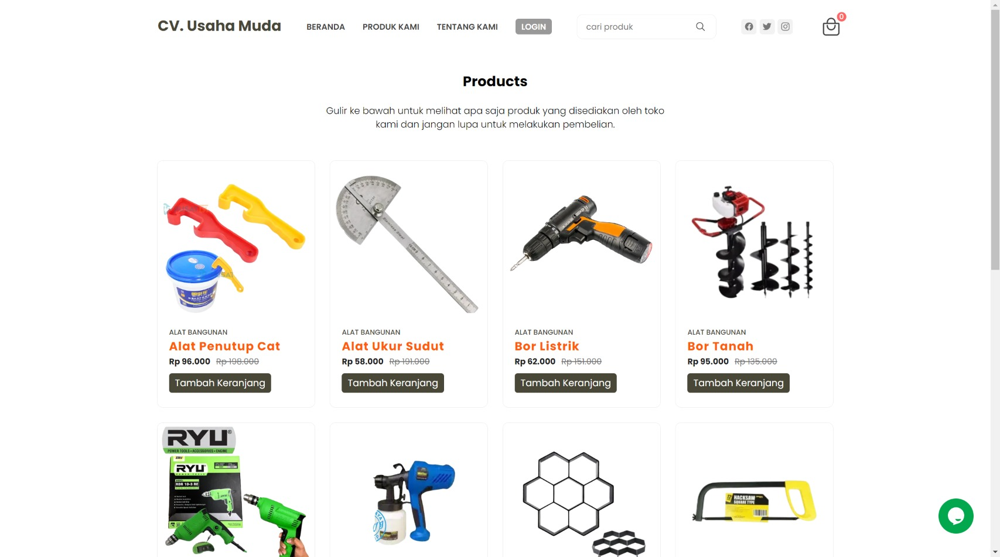 CV. Usaha Muda
BERANDA
PRODUK KAMI
TENTANG KAMI
LOGIN
cari produk
0
Products
Gulir ke bawah untuk melihat apa saja produk yang disediakan oleh toko
kami dan jangan lupa untuk melakukan pembelian.
ALAT BANGUNAN
Alat Penutup Cat
Rp 96.000 Rp 198.000
Tambah Keranjang
ALAT BANGUNAN
Alat Ukur Sudut
Rp 58.000 Rp 191.000
Tambah Keranjang
ALAT BANGUNAN
Bor Listrik
Rp 62.000 Rp 151.000
Tambah Keranjang
ALAT BANGUNAN
Bor Tanah
Rp 95.000 Rp 135.000
Tambah Keranjang
RYU®
POWER TOOLS • ACCESSORIES • ENGINE
RYU
RDR 10-3 RE
HACKSAW
SQUARE TYPE